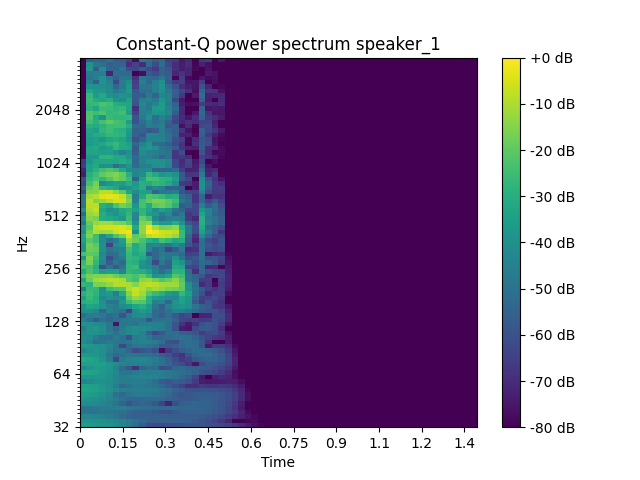 Constant-Q power spectrum speaker_1
Hz
2048
1024
512
256
128
64
32
0 0.15 0.3 0.45 0.6 0.75 0.9 1.1 1.2 1.4
Time
+0 dB
-10 dB
-20 dB
-30 dB
-40 dB
-50 dB
-60 dB
-70 dB
-80 dB